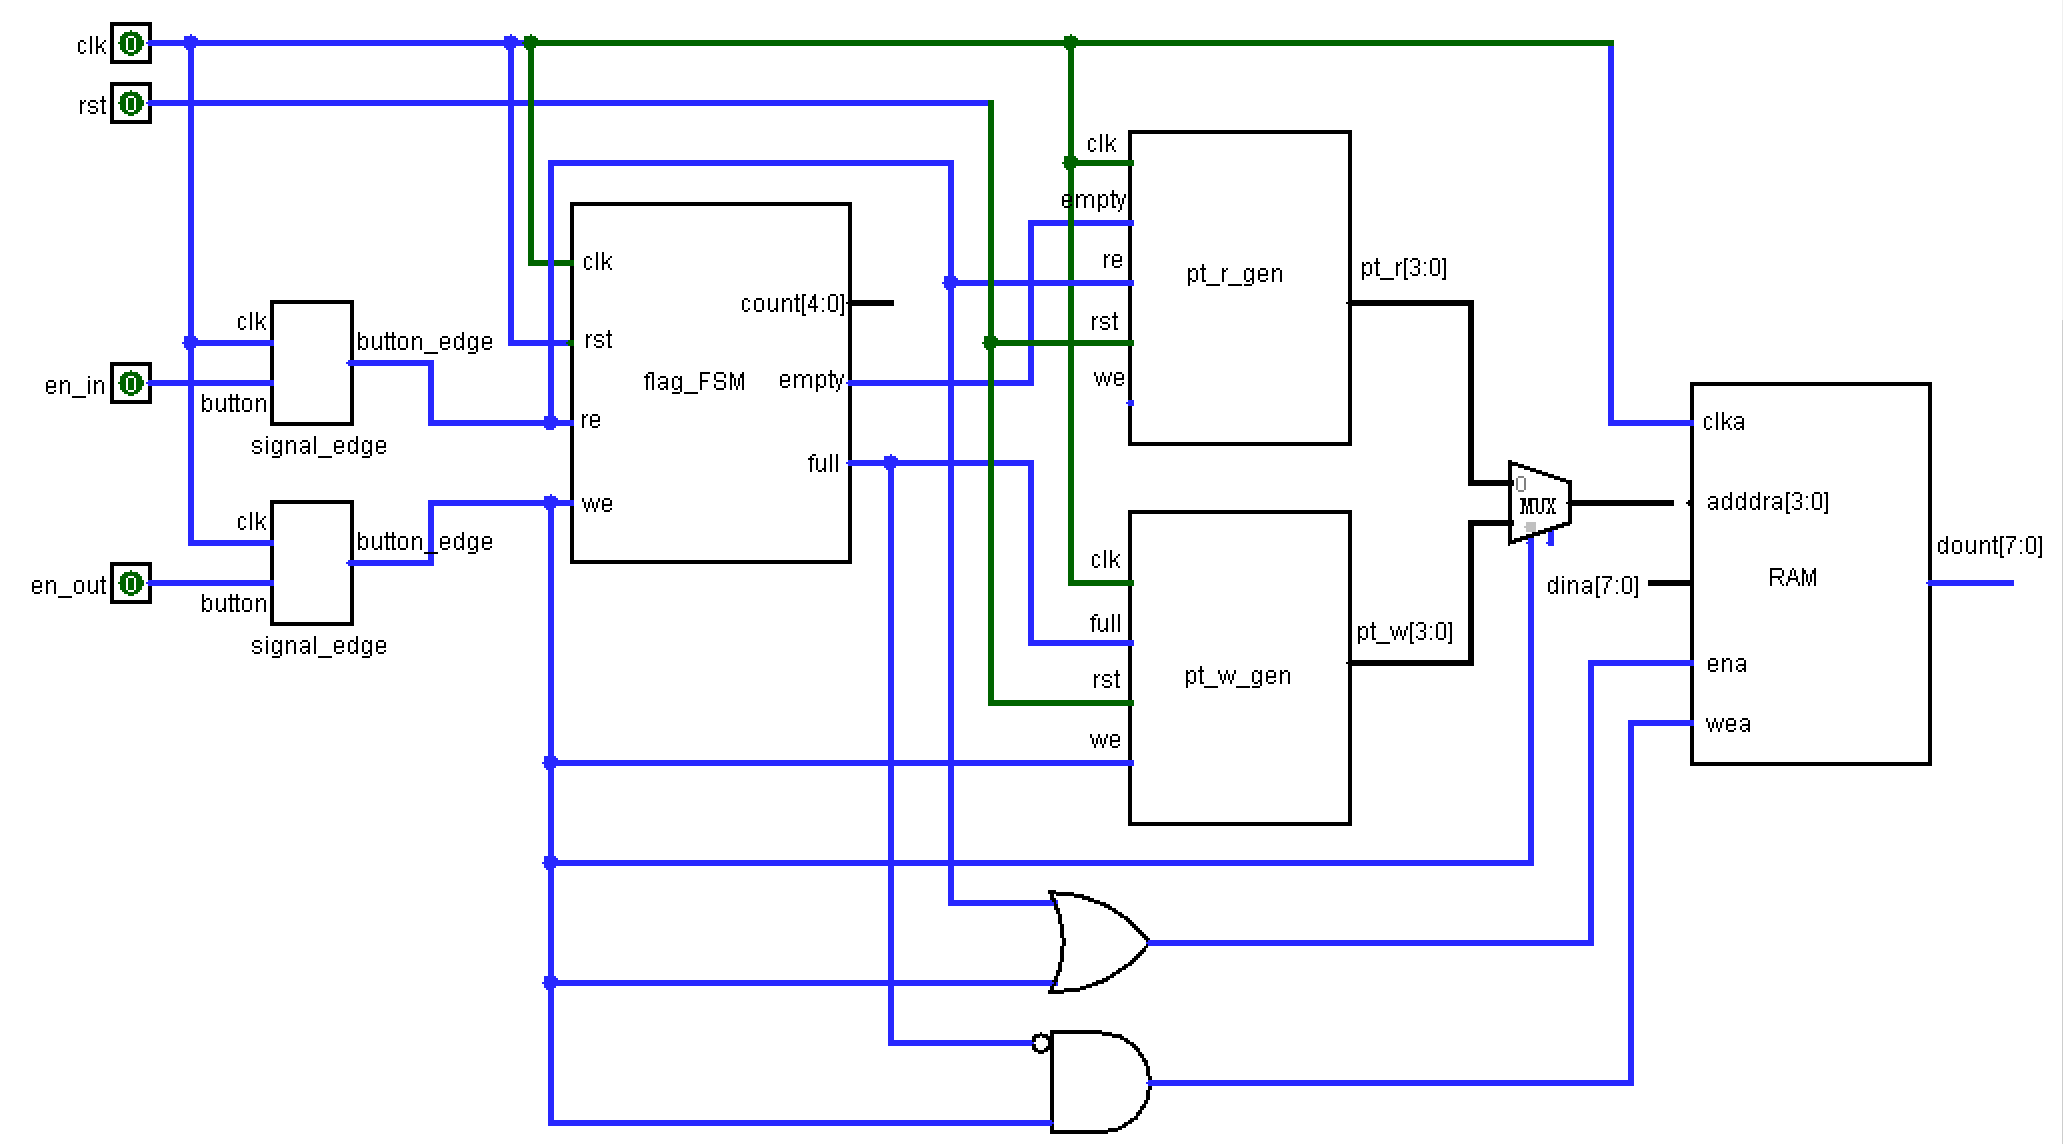 clk 0
rst 0
en_in 0
en_out 0
clk
button_edge
button
signal_edge
clk
button_edge
button
signal_edge
clk
rst
re
we
flag_FSM
count[4:0]
empty
full
clk
empty
re
rst
we
pt_r_gen
pt_r[3:0]
clk
full
rst
we
pt_w_gen
pt_w[3:0]
0
MUX
clka
adddra[3:0]
dina[7:0]
RAM
ena
wea
dount[7:0]